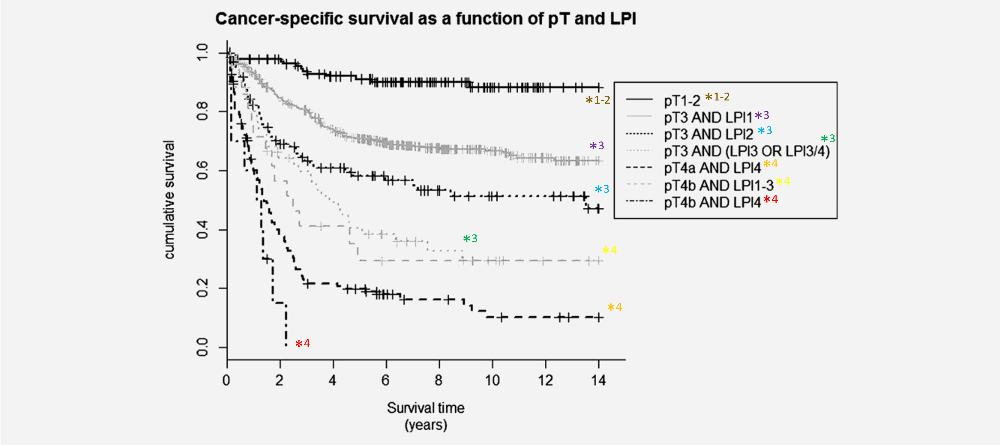 Cancer-specific survival as a function of pT and LPI
cumulative survival
1.0
0.8
0.6
0.4
0.2
0.0
0 2 4 6 8 10 12 14
Survival time
(years)
*1-2
*3
*3
*3
*4
*4
*4
pT1-2 *1-2
pT3 AND LPI1 *3
pT3 AND LPI2 *3
pT3 AND (LPI3 OR LPI3/4) *3
pT4a AND LPI4 *4
pT4b AND LPI1-3 *4
pT4b AND LPI4 *4